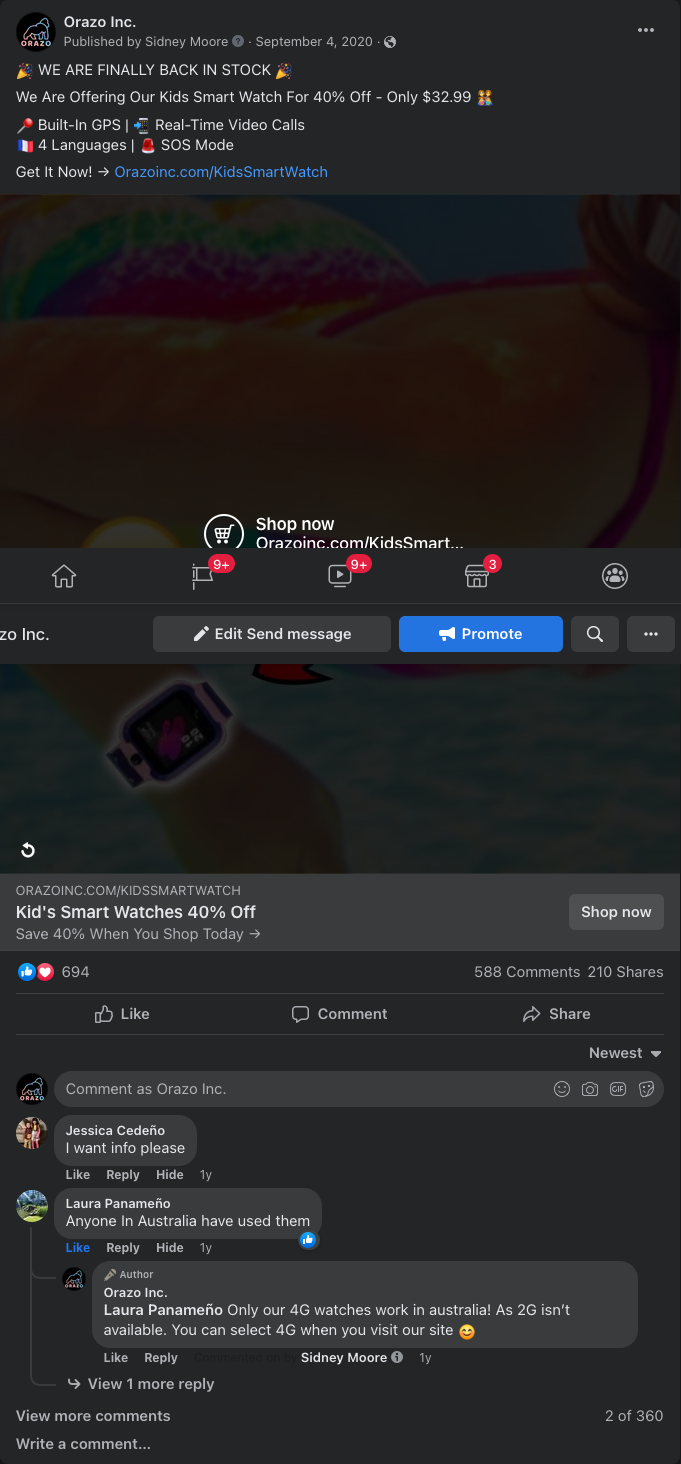 Orazo Inc.
Published by Sidney Moore · September 4, 2020 ·
ORAZO
🎉 WE ARE FINALLY BACK IN STOCK 🎉
We Are Offering Our Kids Smart Watch For 40% Off - Only $32.99 👫
📍 Built-In GPS | 📲 Real-Time Video Calls
🇫🇷 4 Languages | 🚨 SOS Mode
Get It Now! → Orazoinc.com/KidsSmartWatch
Shop now
Orazoinc.com/KidsSmart...
9+ 9+ 3
zo Inc. Edit Send message Promote
ORAZOINC.COM/KIDSSMARTWATCH
Kid's Smart Watches 40% Off
Save 40% When You Shop Today →
Shop now
694 588 Comments 210 Shares
Like Comment Share
Newest
ORAZO
Comment as Orazo Inc. GIF
Jessica Cedeño
I want info please
Like Reply Hide 1y
Laura Panameño
Anyone In Australia have used them
Like Reply Hide 1y
Author
ORAZO
Orazo Inc.
Laura Panameño Only our 4G watches work in australia! As 2G isn't
available. You can select 4G when you visit our site 😊
Like Reply Commented on by Sidney Moore 1y
View 1 more reply
View more comments 2 of 360
Write a comment...